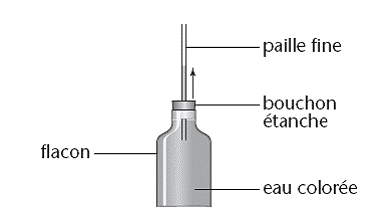 paille fine
bouchon
étanche
flacon
eau colorée